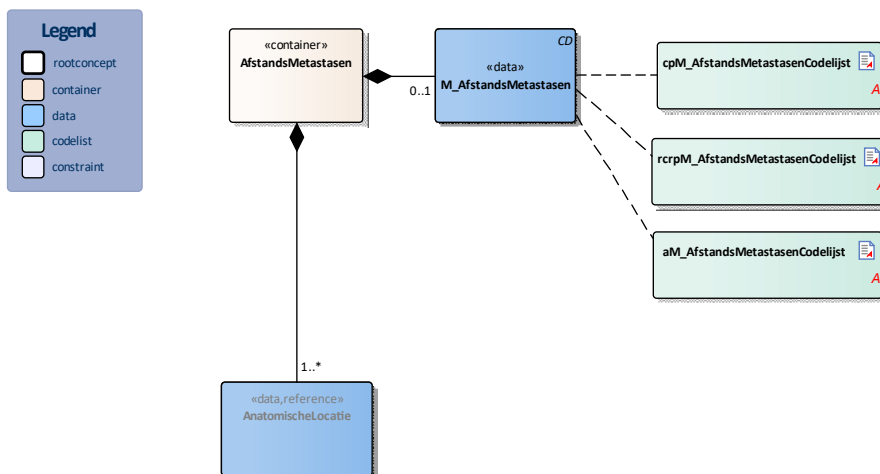 Legend
rootconcept
container
data
codelist
constraint
«container»
AfstandsMetastasen
0..1
CD
«data»
M_AfstandsMetastasen
cpM_AfstandsMetastasenCodelijst
A
rcrpM_AfstandsMetastasenCodelijst
aM_AfstandsMetastasenCodelijst
A
1..*
«data,reference»
AnatomischeLocatie